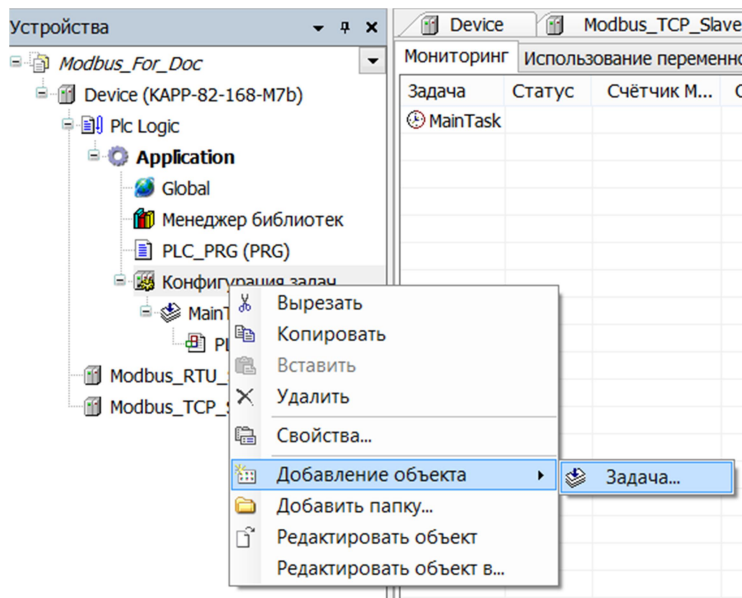 Устройства
Modbus_For_Doc
Device (KAPP-82-168-M7b)
Plc Logic
Application
Global
Менеджер библиотек
PLC_PRG (PRG)
Конфигурация задач
Modbus_RTU_
Modbus_TCP_
Вырезать
Копировать
Вставить
Удалить
Свойства...
Добавление объекта
Задача...
Добавить папку...
Редактировать объект
Редактировать объект в...
Device Modbus_TCP_Slave
Мониторинг
Задача Статус Счётчик М...
MainTask